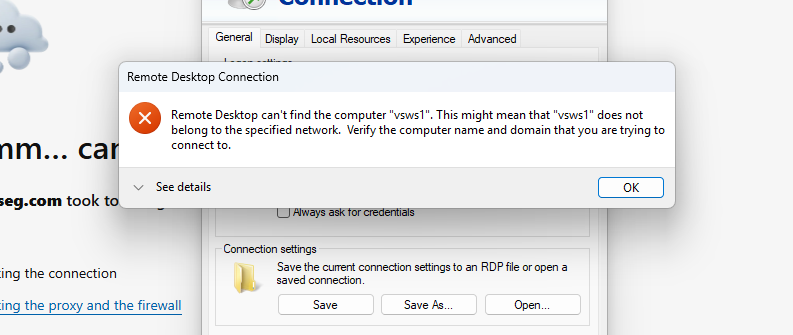 Connection
General Display Local Resources Experience Advanced
Remote Desktop Connection
Remote Desktop can't find the computer "vsws1". This might mean that "vsws1" does not
belong to the specified network.  Verify the computer name and domain that you are trying to
connect to.
See details
OK
mm... can
seg.com took to
Always ask for credentials
Connection settings
king the connection
Save the current connection settings to an RDP file or open a
saved connection.
king the proxy and the firewall
Save Save As... Open...